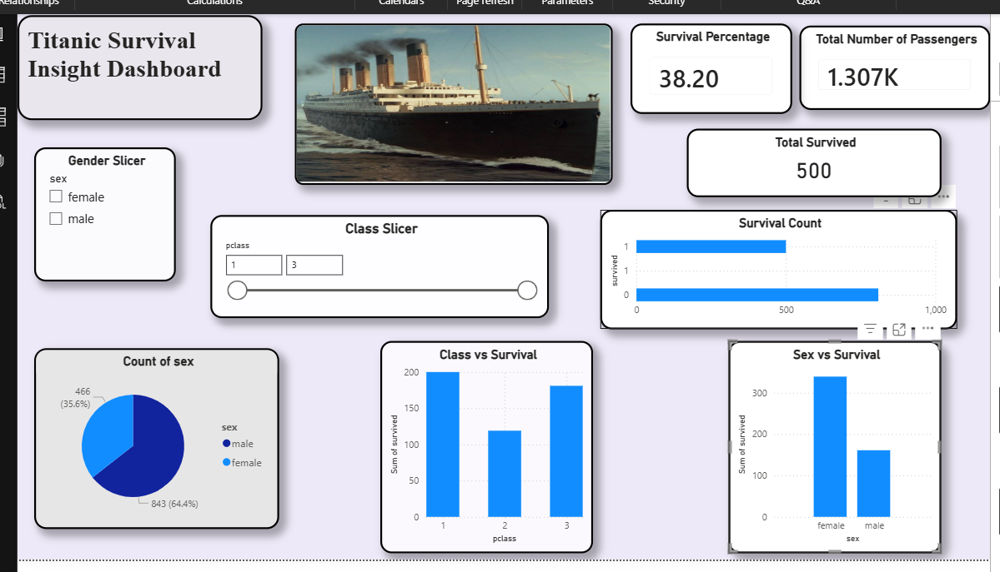 Relationships
Calculations
Calendars
Page refresh
Parameters
Security
Q&A
Titanic Survival
Insight Dashboard
Survival Percentage
38.20
Total Number of Passengers
1.307K
Total Survived
500
Gender Slicer
sex
female
male
Class Slicer
pclass
1
3
Survival Count
survived
1
1
0
0
500
1,000
Count of sex
466
(35.6%)
843 (64.4%)
sex
male
female
Class vs Survival
Sum of survived
200
150
100
50
0
1
2
3
pclass
Sex vs Survival
Sum of survived
300
200
100
0
female
male
sex